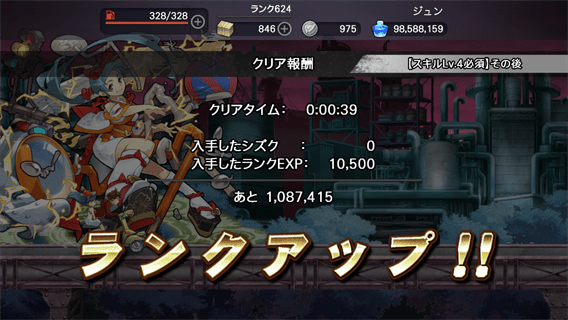 328/328
ランク624
846
975
ジュン
98,588,159
クリア報酬
【スキルLv.4必須】その後
クリアタイム： 0:00:39
入手したシズク ： 0
入手したランクEXP： 10,500
あと 1,087,415
ランクアップ!!